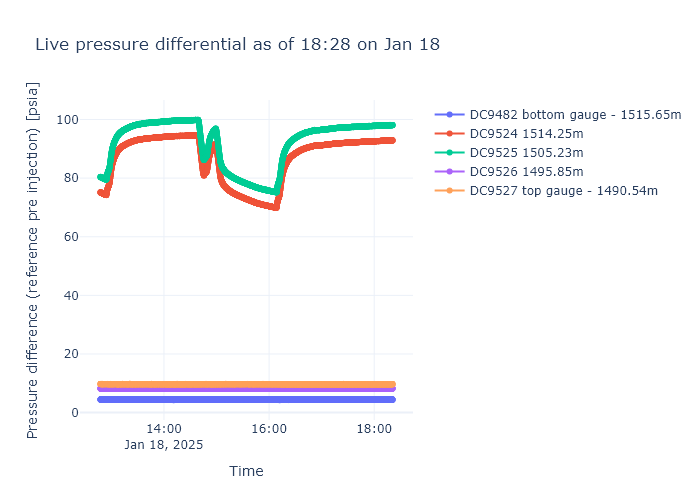 Live pressure differential as of 18:28 on Jan 18
Pressure difference (reference pre injection) [psia]
100
80
60
40
20
0
14:00
Jan 18, 2025
16:00
18:00
Time
DC9482 bottom gauge - 1515.65m
DC9524 1514.25m
DC9525 1505.23m
DC9526 1495.85m
DC9527 top gauge - 1490.54m